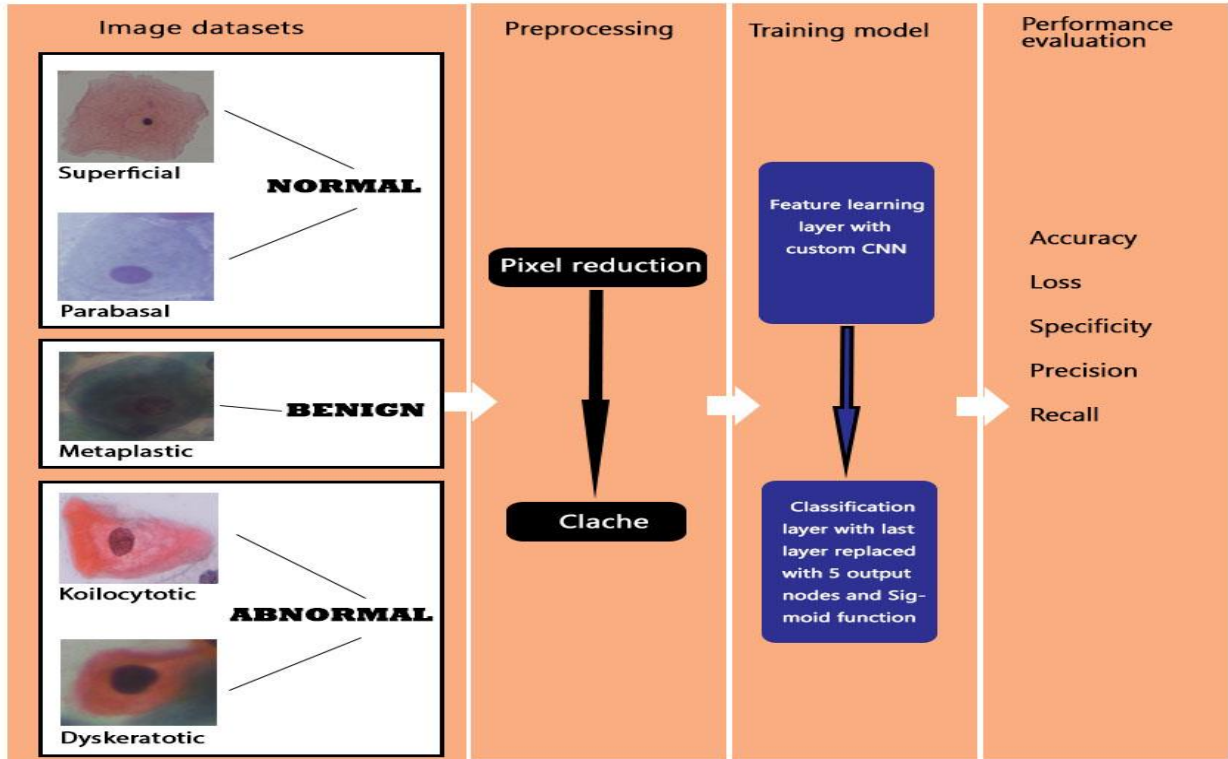 Image datasets
Superficial
NORMAL
Parabasal
BENIGN
Metaplastic
Koilocytotic
ABNORMAL
Dyskeratotic
Preprocessing
Pixel reduction
Clache
Training model
Feature learning
layer with
custom CNN
Classification
layer with last
layer replaced
with 5 output
nodes and Sig-
moid function
Performance
evaluation
Accuracy
Loss
Specificity
Precision
Recall